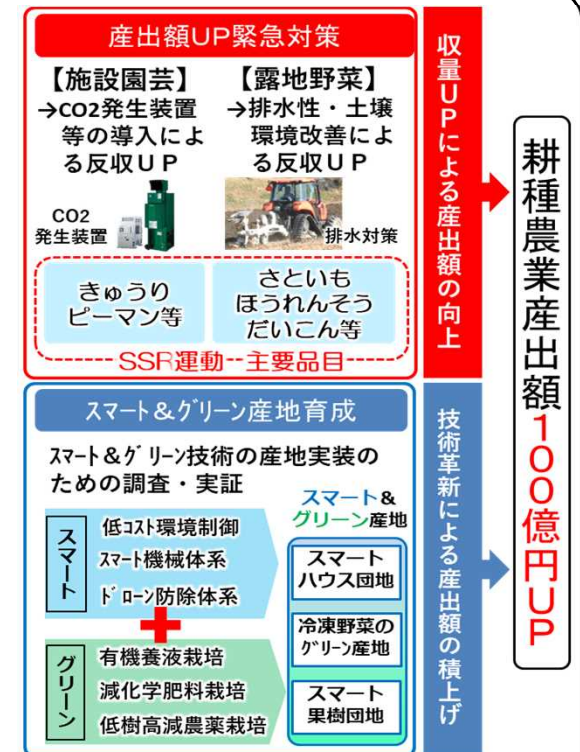 産出額UP緊急対策
【施設園芸】
→CO2発生装置
等の導入によ
る反収UP
CO2
発生装置
【露地野菜】
→排水性・土壌
環境改善によ
る反収UP
排水対策
きゅうり
ピーマン等
さといも
ほうれんそう
だいこん等
SSR運動-主要品目
収量UPによる産出額の向上
スマート&グリーン産地育成
スマート&グリーン技術の産地実装の
ための調査・実証
スマート
低コスト環境制御
スマート機械体系
ドローン防除体系
グリーン
有機養液栽培
減化学肥料栽培
低樹高減農薬栽培
スマート&
グリーン産地
スマート
ハウス団地
冷凍野菜の
グリーン産地
スマート
果樹団地
技術革新による産出額の積上げ
耕種農業産出額100億円UP